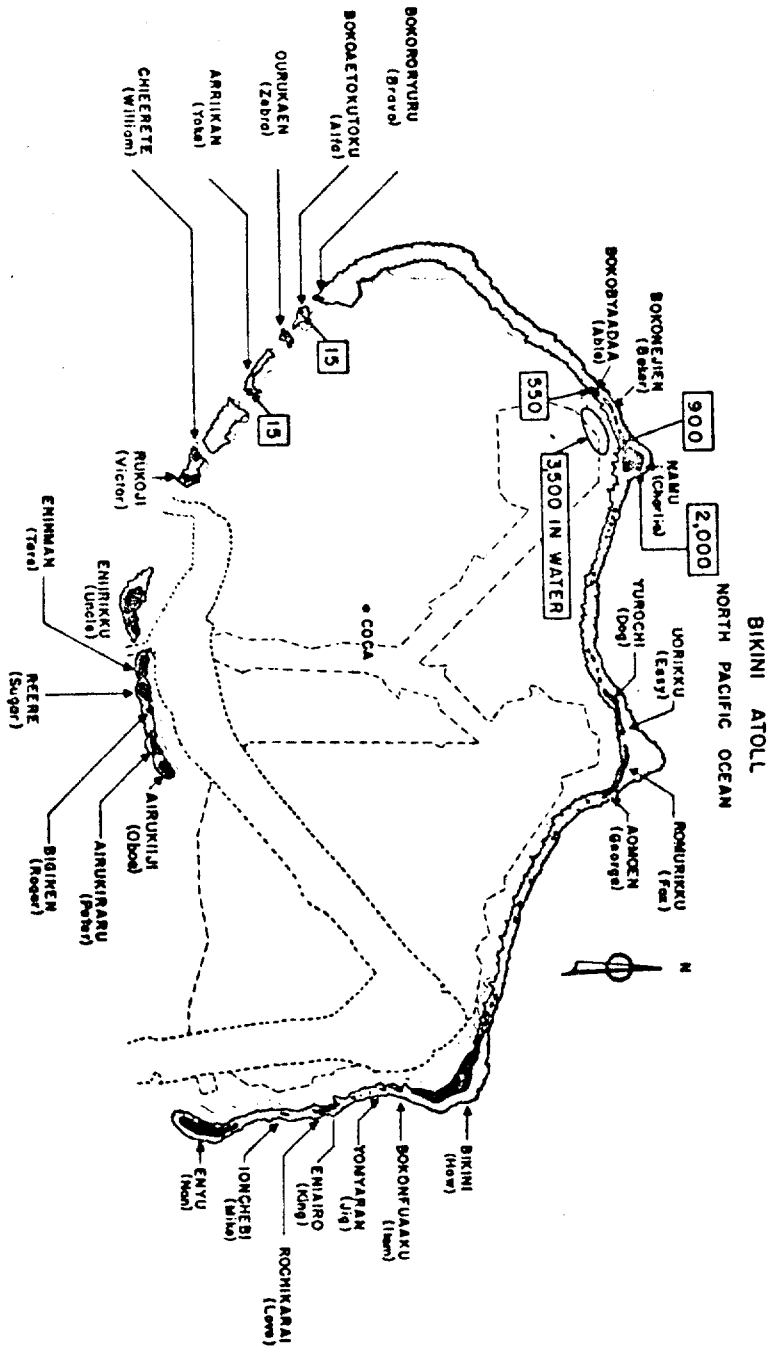 BIKINI ATOLL
NORTH PACIFIC OCEAN
N
BOKORORYURU
(Bravo)
BOKOAETOKUTOKU
(Alfa)
OURUKAEN
(Zebra)
ARRIIKAN
(Yoke)
CHIEERETE
(William)
RUKOJI
(Victor)
ENIIRIKKU
(Uncle)
ENINMAN
(Tare)
REERE
(Sugar)
BIGIREN
(Roger)
AIRUKIRARU
(Peter)
AIRUKIIJI
(Oboe)
BOKOBYAADAA
(Able)
BOKONEJIEN
(Baker)
NAMU
(Charlie)
YUROCHI
(Dog)
UORIKKU
(Easy)
ROMURIKKU
(Fox)
AOMOEN
(George)
BIKINI
(How)
BOKONFUAAKU
(Item)
YOMYARAN
(Jig)
ENIAIRO
(King)
ROCHIKARAI
(Love)
IONCHEBI
(Mike)
ENYU
(Nan)
COCA
15
15
550
900
2,000
3,500 IN WATER